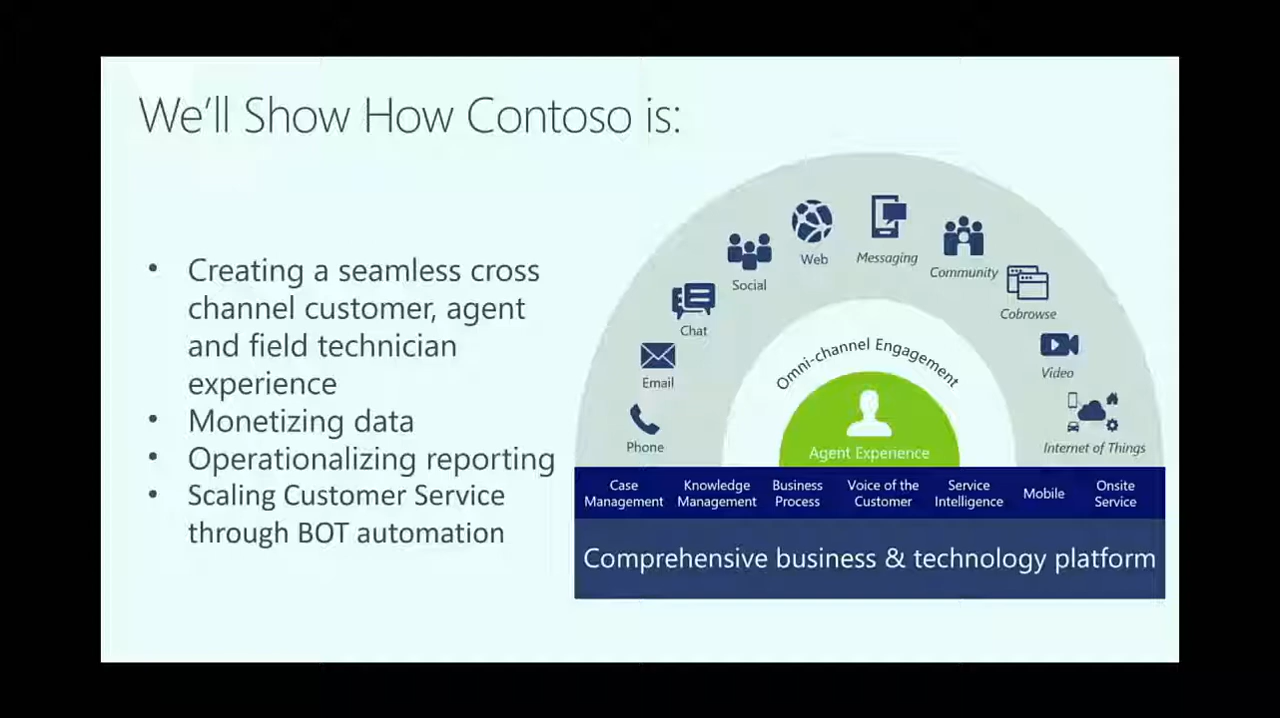 We'll Show How Contoso is:
• Creating a seamless cross
channel customer, agent
and field technician
experience
• Monetizing data
• Operationalizing reporting
• Scaling Customer Service
through BOT automation
Phone
Email
Chat
Social
Web
Messaging
Community
Cobrowse
Video
Internet of Things
Omni-channel Engagement
Agent Experience
Case
Management
Knowledge
Management
Business
Process
Voice of the
Customer
Service
Intelligence
Mobile
Onsite
Service
Comprehensive business & technology platform